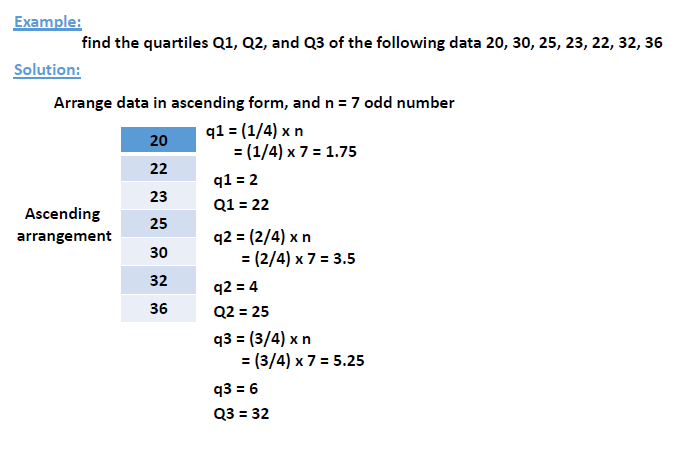 Example:
find the quartiles Q1, Q2, and Q3 of the following data 20, 30, 25, 23, 22, 32, 36
Solution:
Arrange data in ascending form, and n = 7 odd number
Ascending
arrangement
20
22
23
25
30
32
36
q1 = (1/4) x n
= (1/4) x 7 = 1.75
q1 = 2
Q1 = 22
q2 = (2/4) x n
= (2/4) x 7 = 3.5
q2 = 4
Q2 = 25
q3 = (3/4) x n
= (3/4) x 7 = 5.25
q3 = 6
Q3 = 32